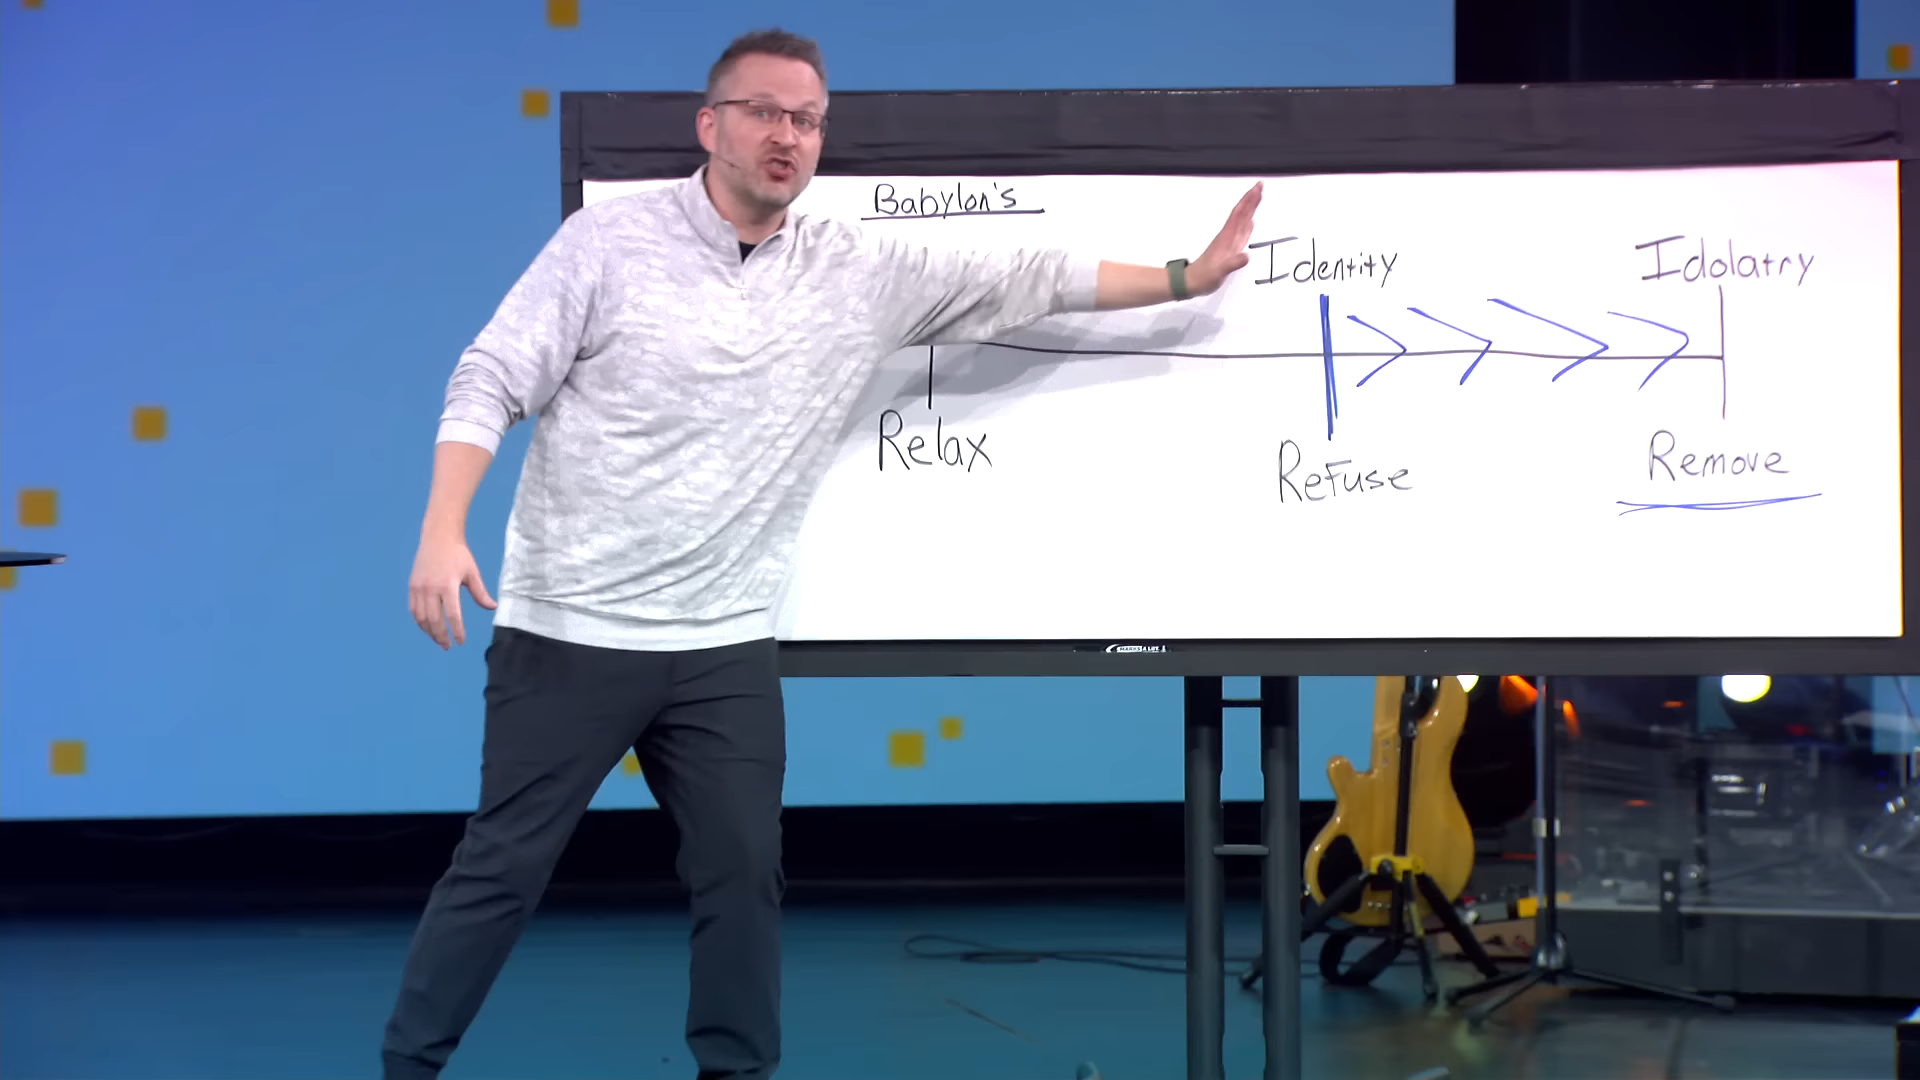 Babylon's
Identity
Idolatry
Relax
Refuse
Remove